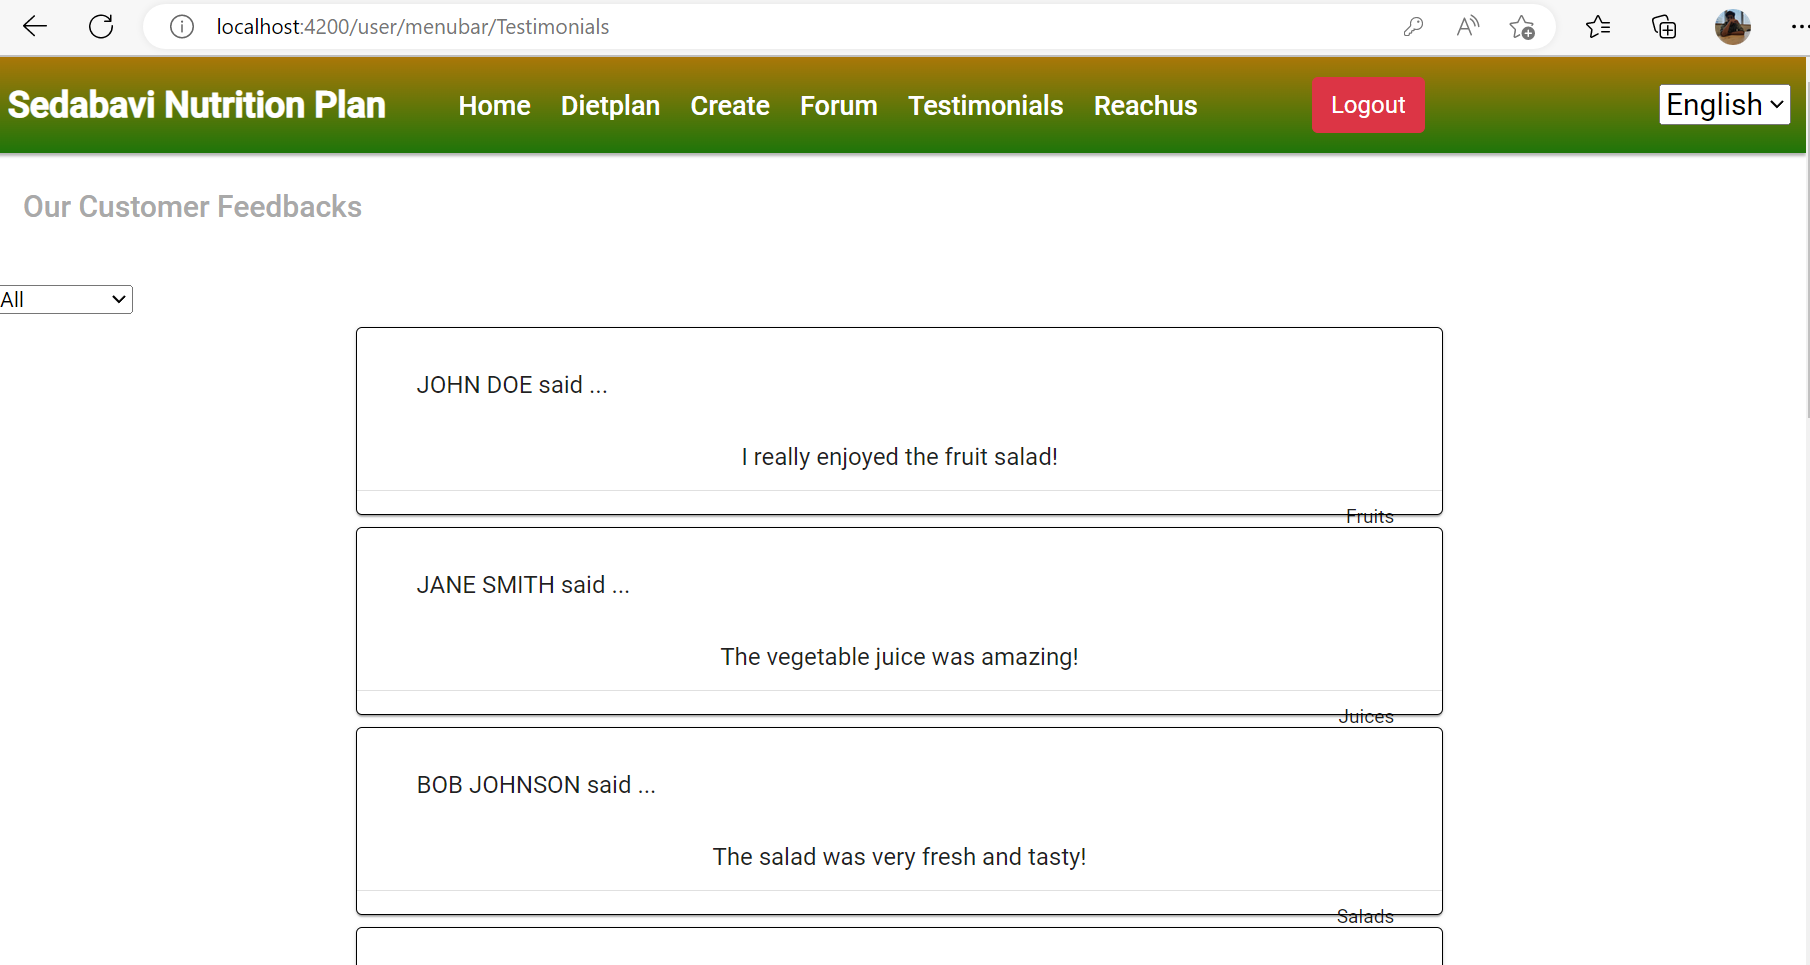 localhost:4200/user/menubar/Testimonials
Sedabavi Nutrition Plan Home Dietplan Create Forum Testimonials Reachus Logout English
Our Customer Feedbacks
All
JOHN DOE said ...
I really enjoyed the fruit salad!
Fruits
JANE SMITH said ...
The vegetable juice was amazing!
Juices
BOB JOHNSON said ...
The salad was very fresh and tasty!
Salads